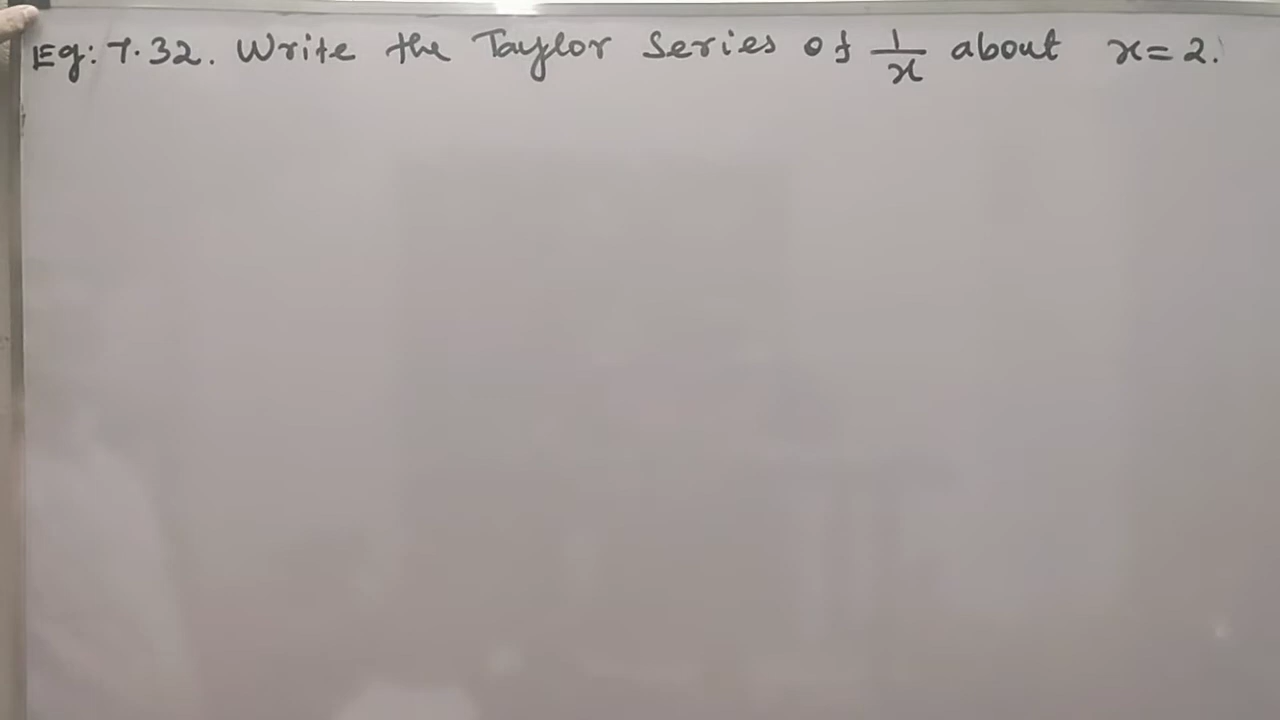 Eg: 7.32. Write the Taylor Series of 1/x about x = 2.